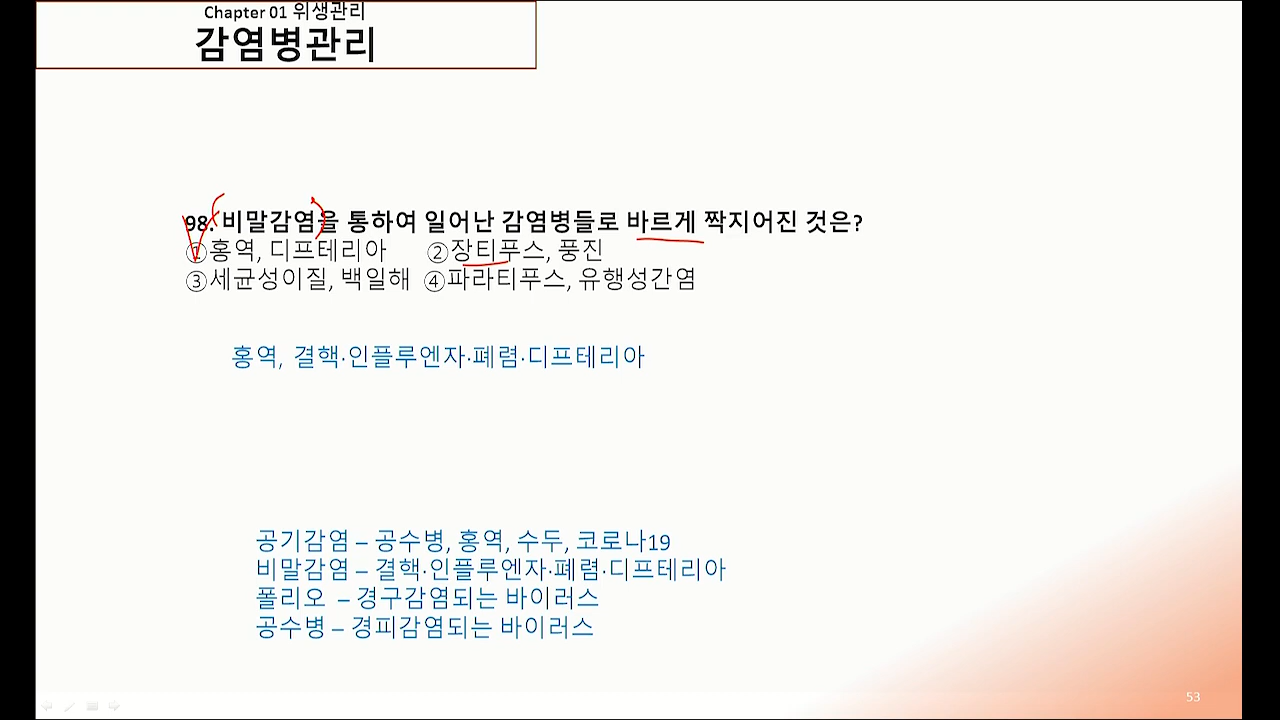 Chapter 01 위생관리
감염병관리
98. 비말감염을 통하여 일어난 감염병들로 바르게 짝지어진 것은?
①홍역, 디프테리아 ②장티푸스, 풍진
③세균성이질, 백일해 ④파라티푸스, 유행성간염
홍역, 결핵·인플루엔자·폐렴·디프테리아
공기감염 – 공수병, 홍역, 수두, 코로나19
비말감염 – 결핵·인플루엔자·폐렴·디프테리아
폴리오 – 경구감염되는 바이러스
공수병 – 경피감염되는 바이러스
53